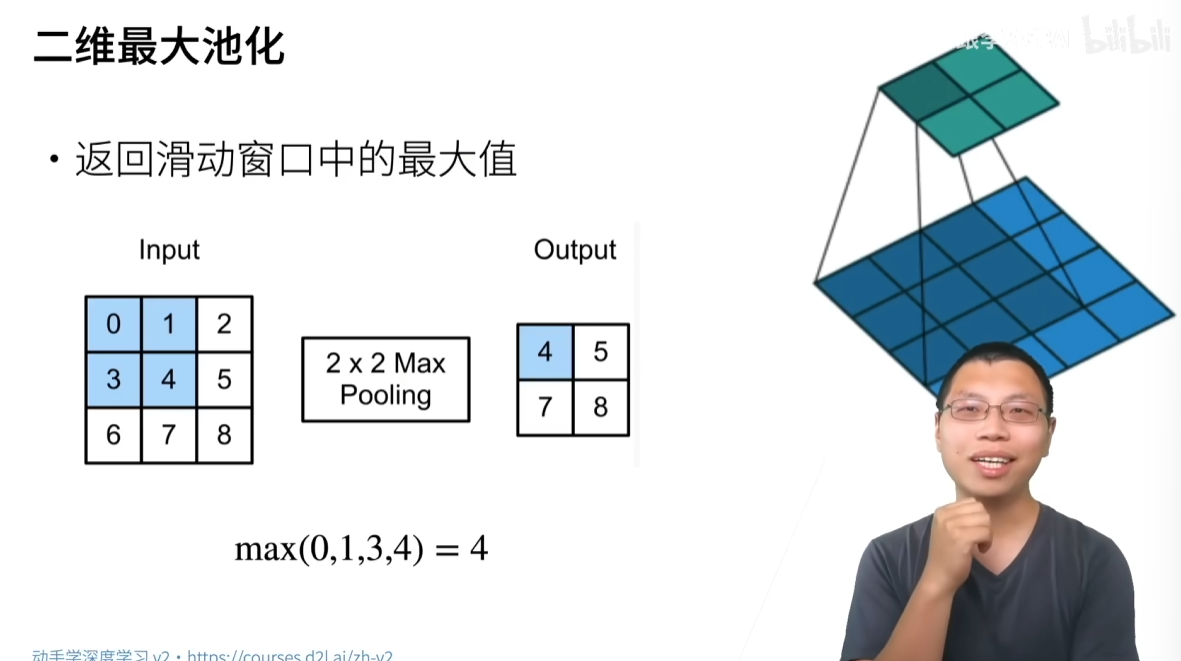 二维最大池化
bilibili
• 返回滑动窗口中的最大值
Input
Output
0 1 2
3 4 5
6 7 8
2 x 2 Max
Pooling
4 5
7 8
max(0,1,3,4) = 4
动手学深度学习 v2 • https://courses.d2l.ai/zh-v2